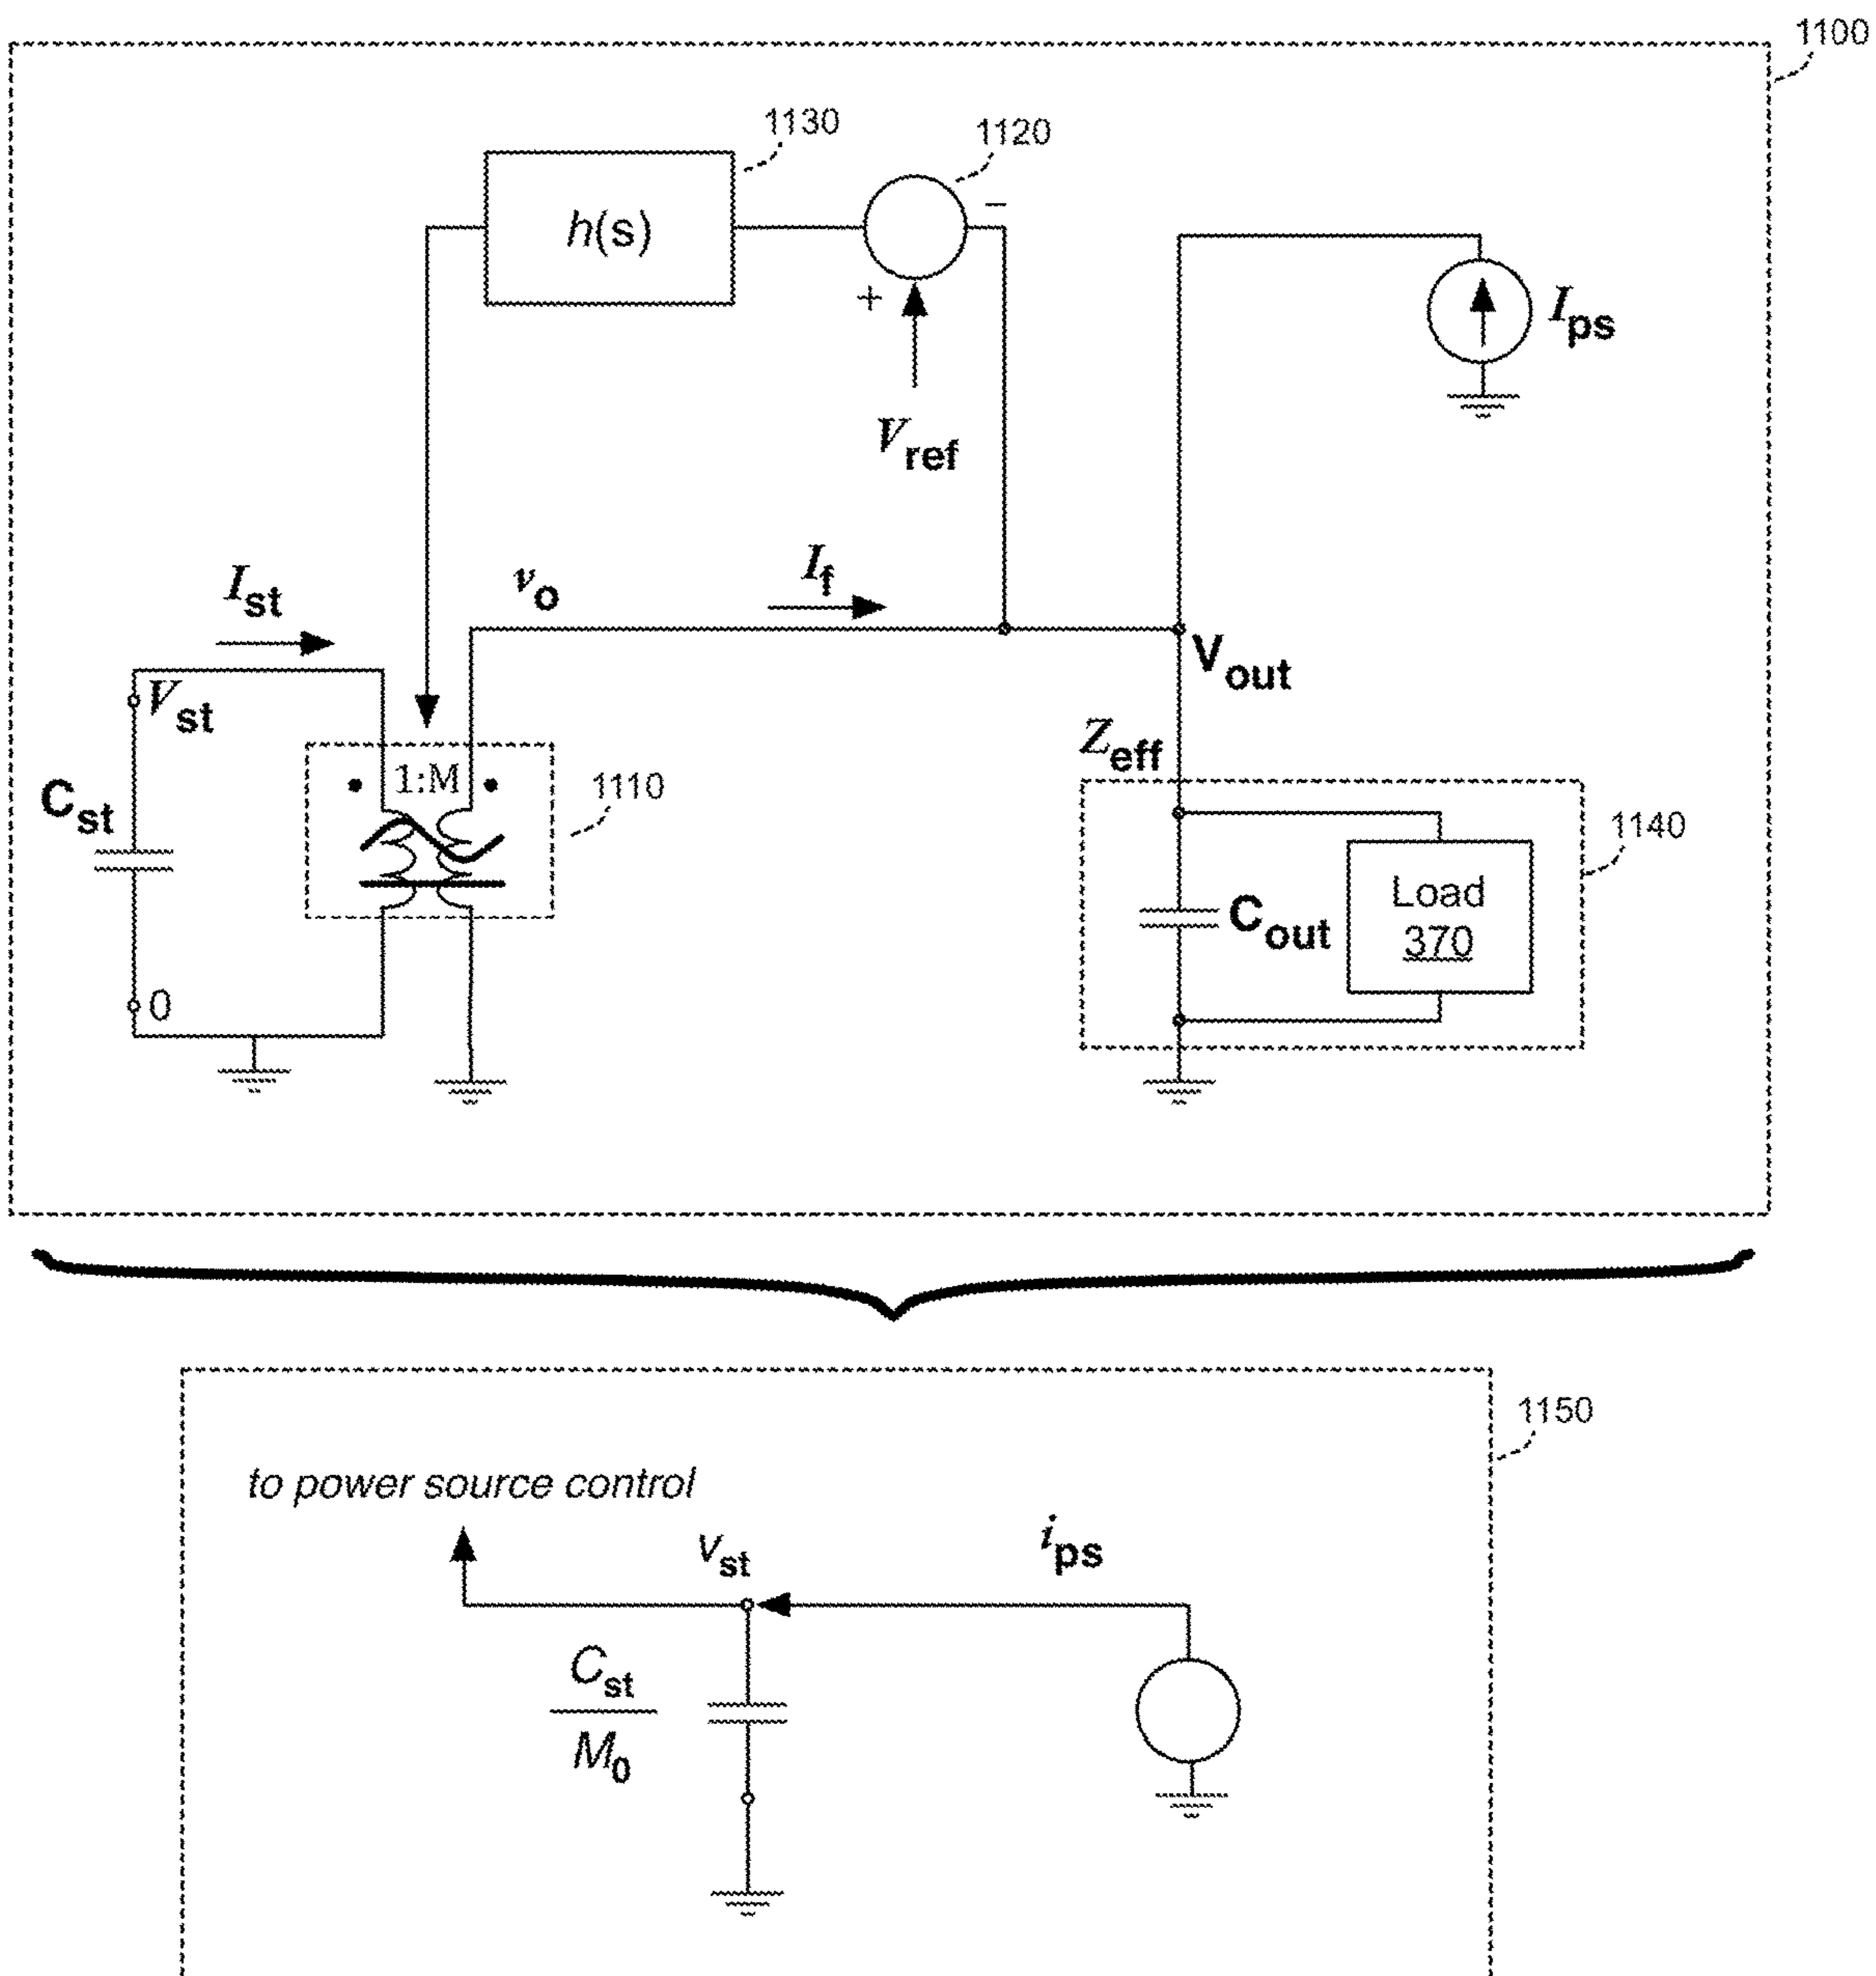 1100
1130
1120
h(s)
−
+
I_ps
V_ref
I_st
v_o
I_f
V_st
V_out
Z_eff
C_st
1:M
1110
1140
Load
370
C_out
0
1150
to power source control
v_st
i_ps
C_st
M_0